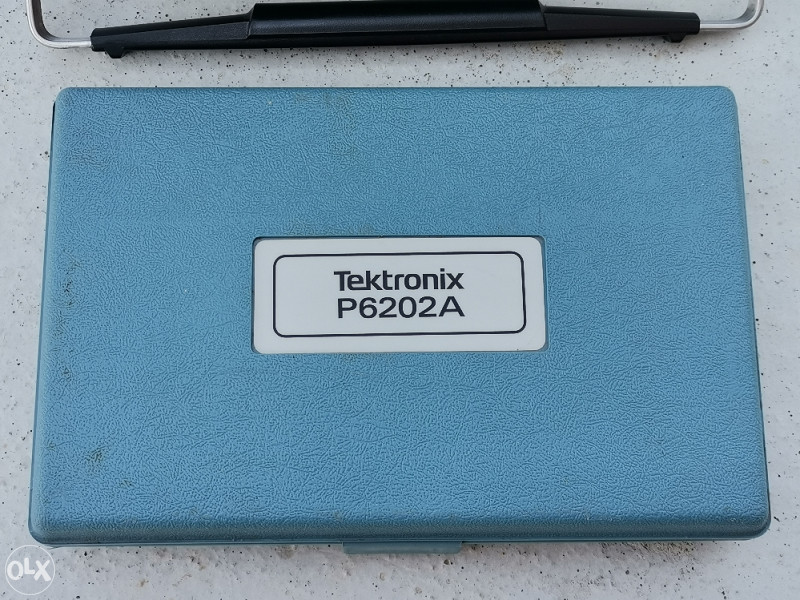 Tektronix
P6202A
OLX